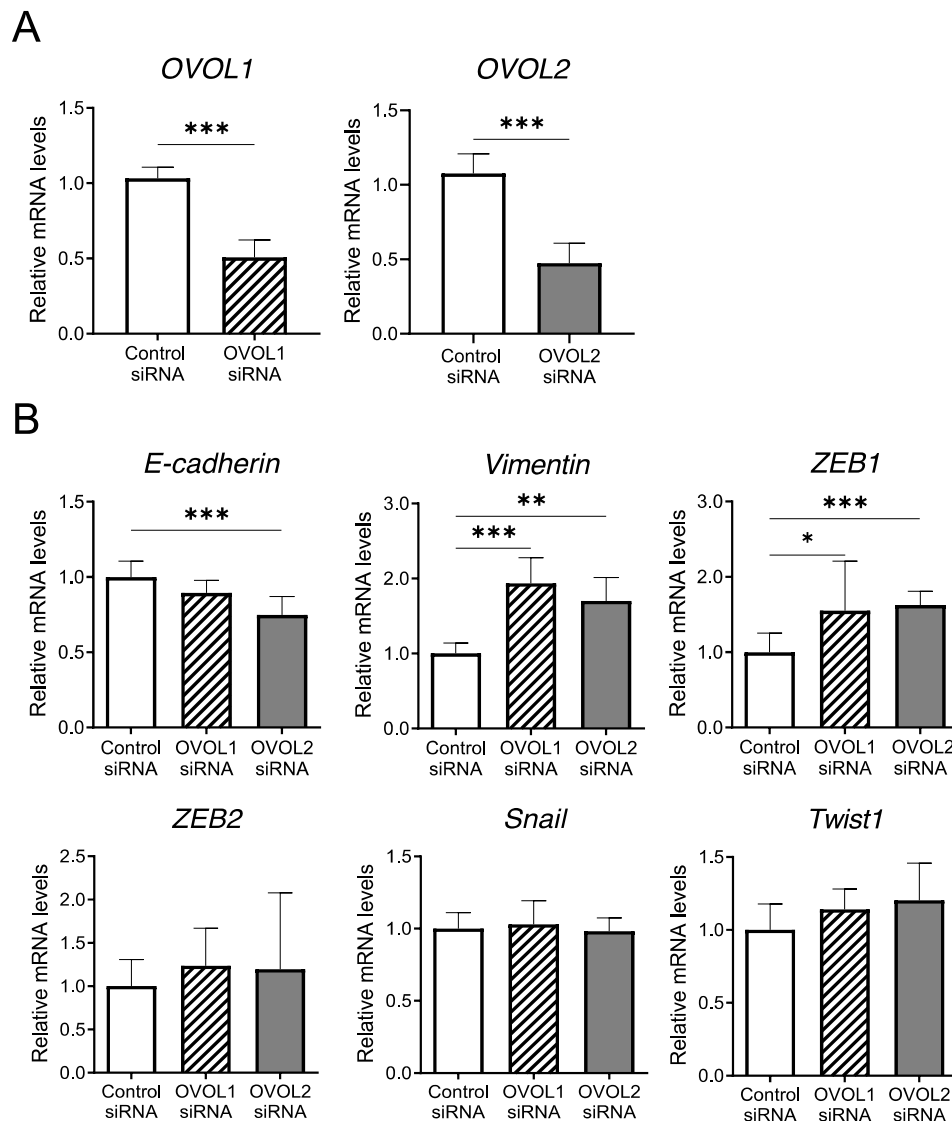 A
OVOL1
OVOL2
Relative mRNA levels
1.5
1.0
0.5
0.0
***
Control
siRNA
OVOL1
siRNA
Relative mRNA levels
1.5
1.0
0.5
0.0
***
Control
siRNA
OVOL2
siRNA
B
E-cadherin
Vimentin
ZEB1
Relative mRNA levels
1.5
1.0
0.5
0.0
***
Control
siRNA
OVOL1
siRNA
OVOL2
siRNA
Relative mRNA levels
3.0
2.0
1.0
0.0
**
***
Control
siRNA
OVOL1
siRNA
OVOL2
siRNA
Relative mRNA levels
3.0
2.0
1.0
0.0
***
*
Control
siRNA
OVOL1
siRNA
OVOL2
siRNA
ZEB2
Snail
Twist1
Relative mRNA levels
2.5
2.0
1.5
1.0
0.5
0.0
Control
siRNA
OVOL1
siRNA
OVOL2
siRNA
Relative mRNA levels
1.5
1.0
0.5
0.0
Control
siRNA
OVOL1
siRNA
OVOL2
siRNA
Relative mRNA levels
1.5
1.0
0.5
0.0
Control
siRNA
OVOL1
siRNA
OVOL2
siRNA